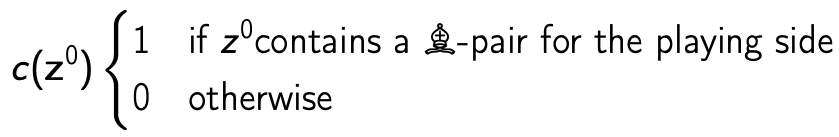 c(z⁰) { 1 if z⁰contains a ♗-pair for the playing side
0 otherwise